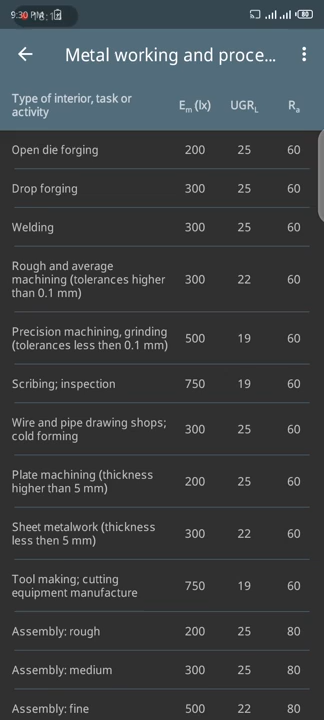 9:30 PM
Metal working and proce...
Type of interior, task or
activity
Em (lx) UGRL Ra
Open die forging 200 25 60
Drop forging 300 25 60
Welding 300 25 60
Rough and average
machining (tolerances higher
than 0.1 mm) 300 22 60
Precision machining, grinding
(tolerances less then 0.1 mm) 500 19 60
Scribing; inspection 750 19 60
Wire and pipe drawing shops;
cold forming 300 25 60
Plate machining (thickness
higher than 5 mm) 200 25 60
Sheet metalwork (thickness
less then 5 mm) 300 22 60
Tool making; cutting
equipment manufacture 750 19 60
Assembly: rough 200 25 80
Assembly: medium 300 25 80
Assembly: fine 500 22 80